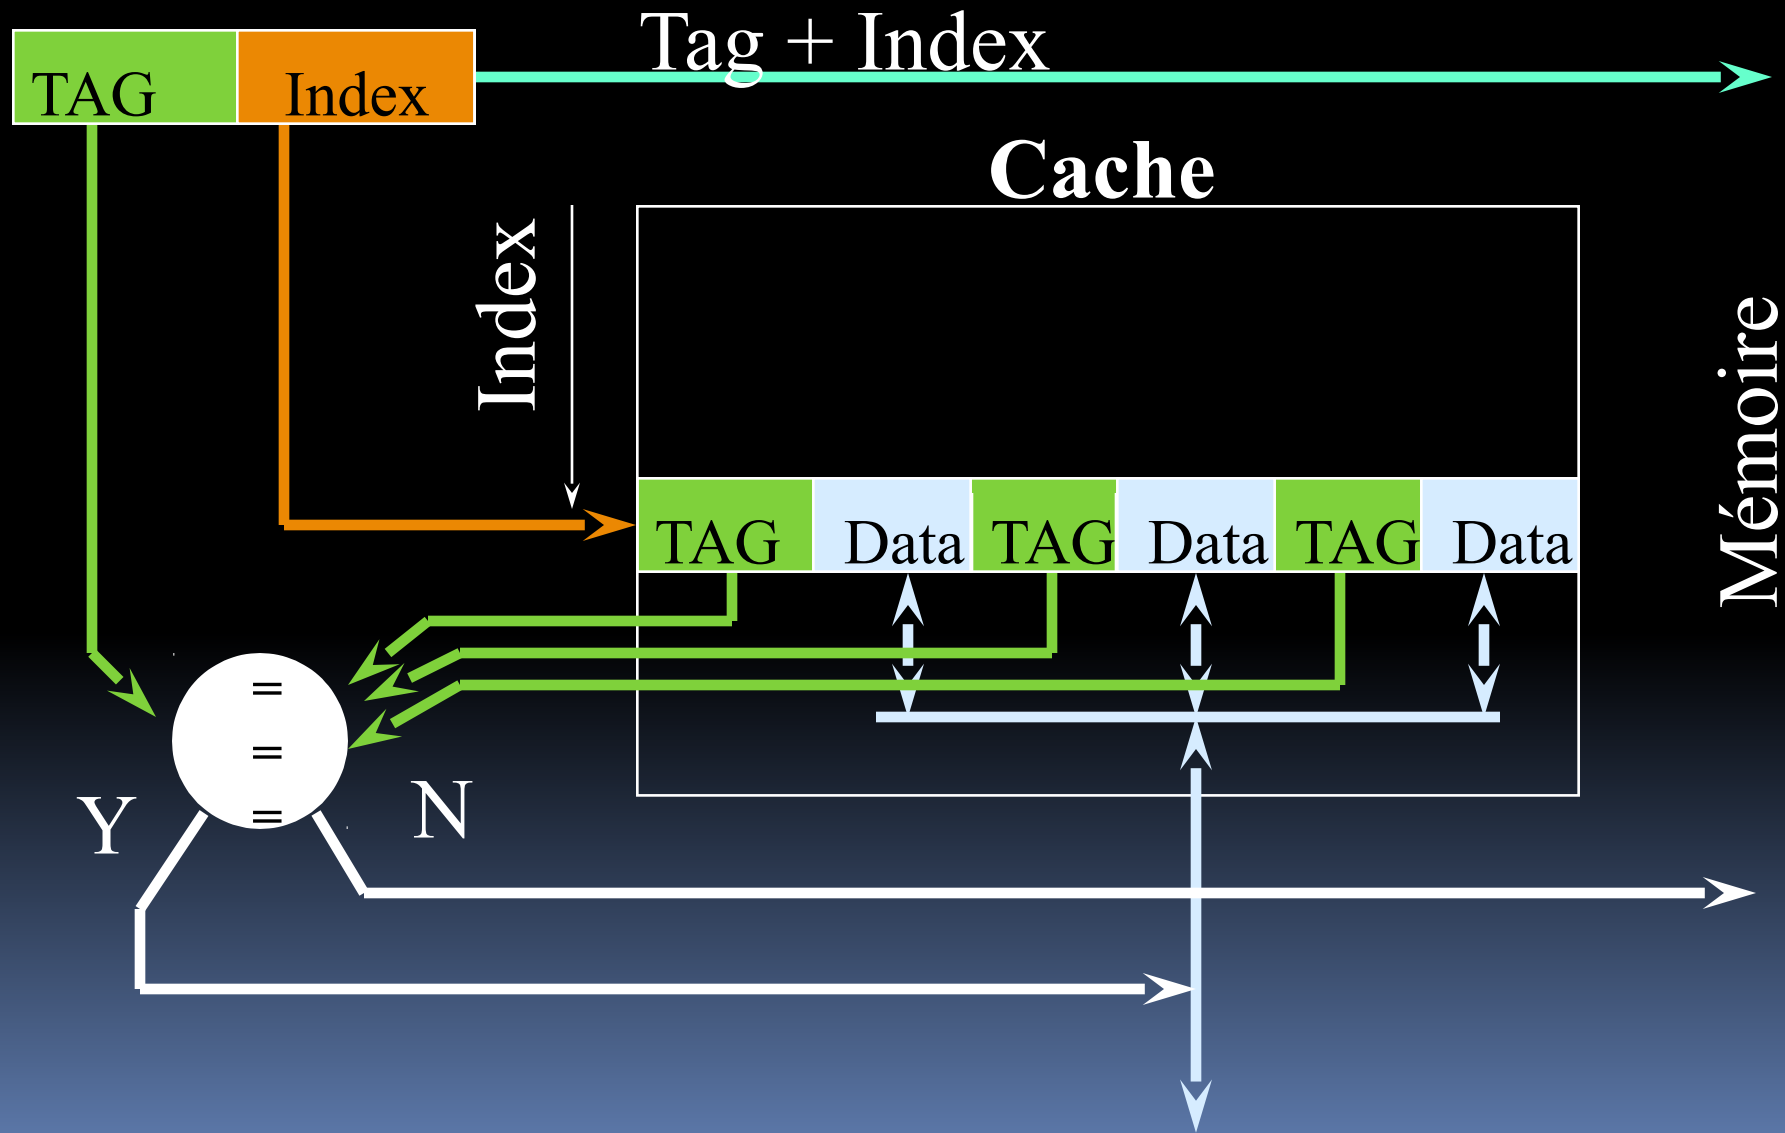 Tag + Index
TAG Index
Cache
Index
Mémoire
TAG Data TAG Data TAG Data
=
=
=
Y N